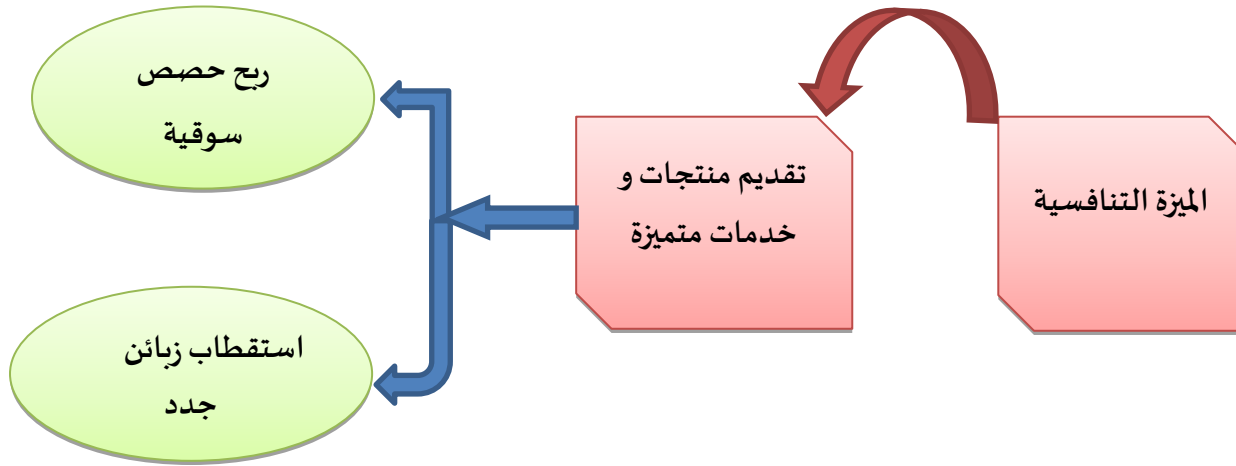 الميزة التنافسية
تقديم منتجات و
خدمات متميزة
ربح حصص
سوقية
استقطاب زبائن
جدد